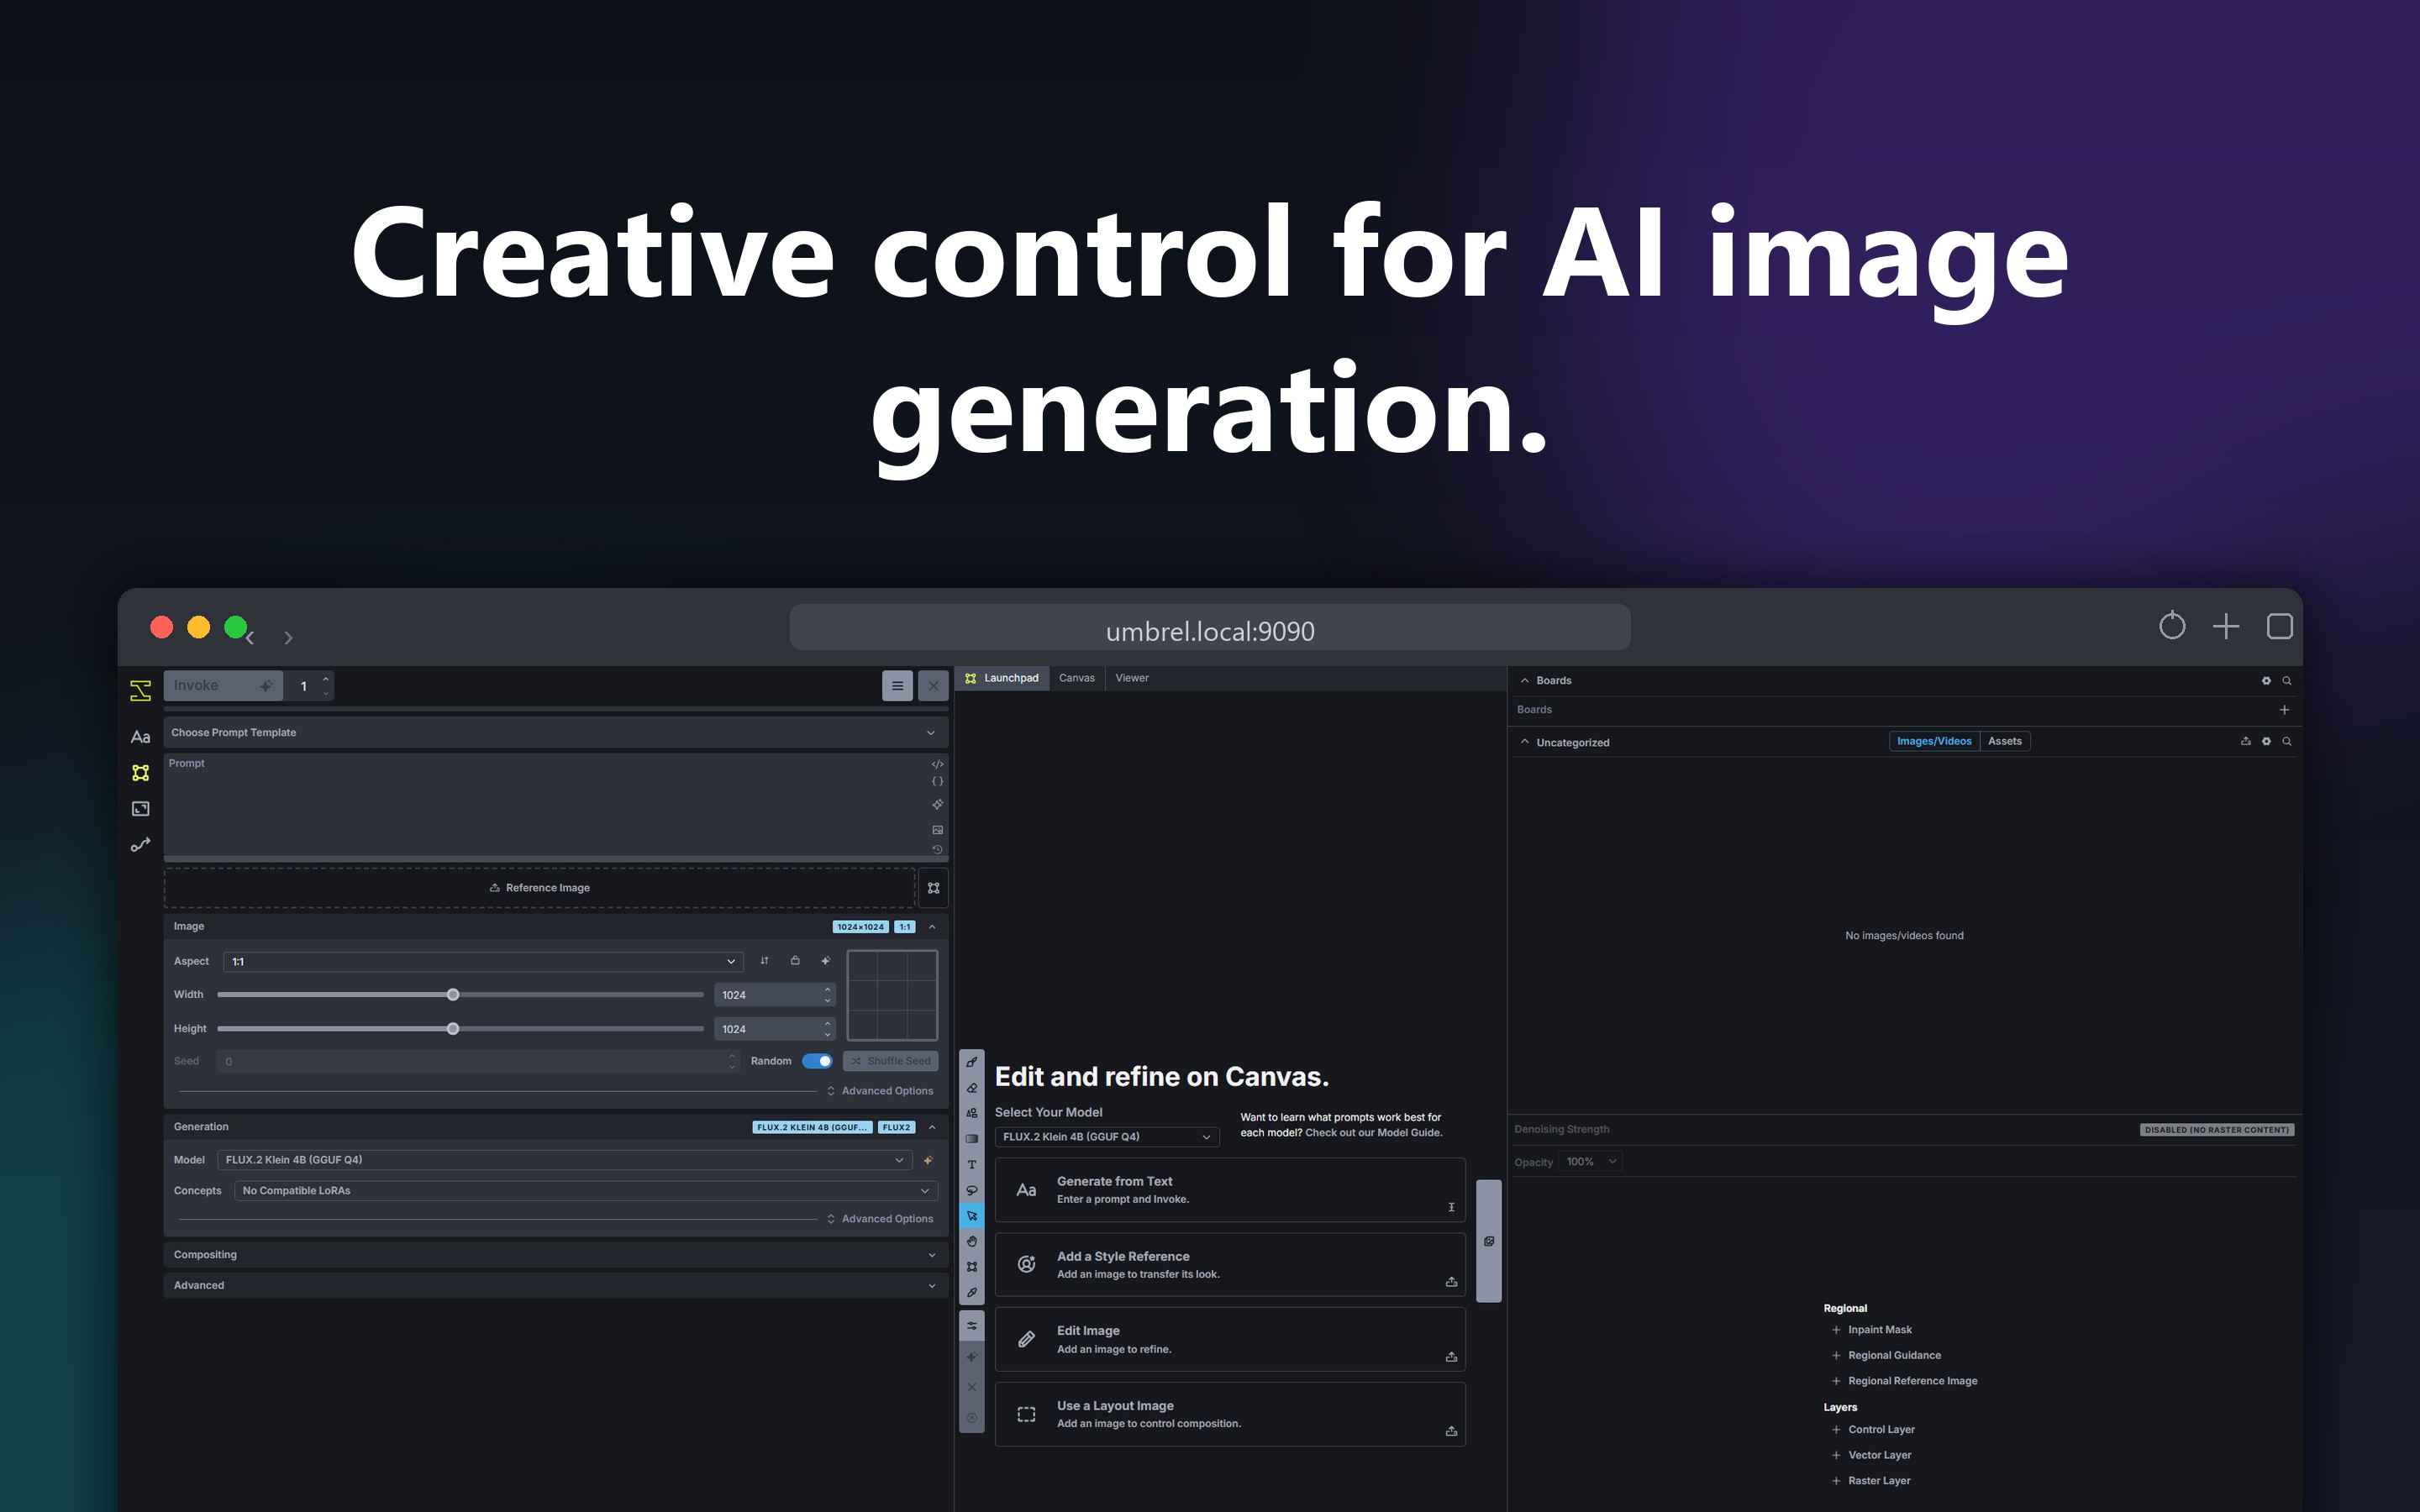 Creative control for AI image
generation.
umbrel.local:9090
Invoke
1
Choose Prompt Template
Prompt
Reference Image
Image
1024×1024
1:1
Aspect
1:1
Width
1024
Height
1024
Seed
0
Random
Shuffle Seed
Advanced Options
Generation
FLUX.2 KLEIN 4B (GGUF...
FLUX2
Model
FLUX.2 Klein 4B (GGUF Q4)
Concepts
No Compatible LoRAs
Advanced Options
Compositing
Advanced
Launchpad
Canvas
Viewer
Edit and refine on Canvas.
Select Your Model
FLUX.2 Klein 4B (GGUF Q4)
Want to learn what prompts work best for
each model? Check out our Model Guide.
Aa
Generate from Text
Enter a prompt and Invoke.
Add a Style Reference
Add an image to transfer its look.
Edit Image
Add an image to refine.
Use a Layout Image
Add an image to control composition.
Boards
Boards
Uncategorized
Images/Videos
Assets
No images/videos found
Denoising Strength
DISABLED (NO RASTER CONTENT)
Opacity
100%
Regional
Inpaint Mask
Regional Guidance
Regional Reference Image
Layers
Control Layer
Vector Layer
Raster Layer